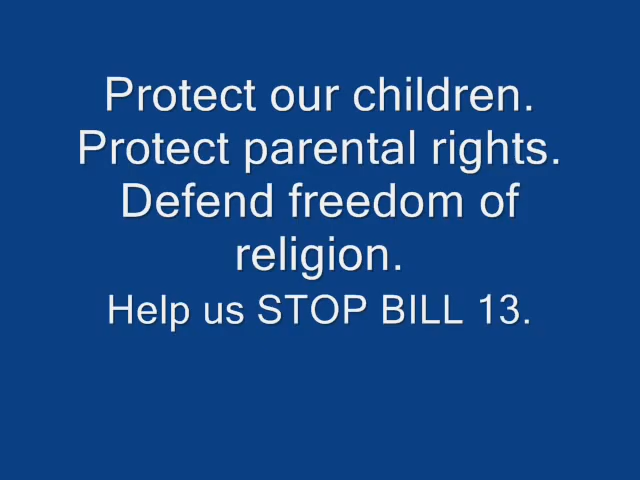 Protect our children.
Protect parental rights.
Defend freedom of
religion.
Help us STOP BILL 13.